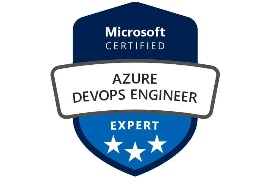 Microsoft
CERTIFIED
AZURE
DEVOPS ENGINEER
EXPERT